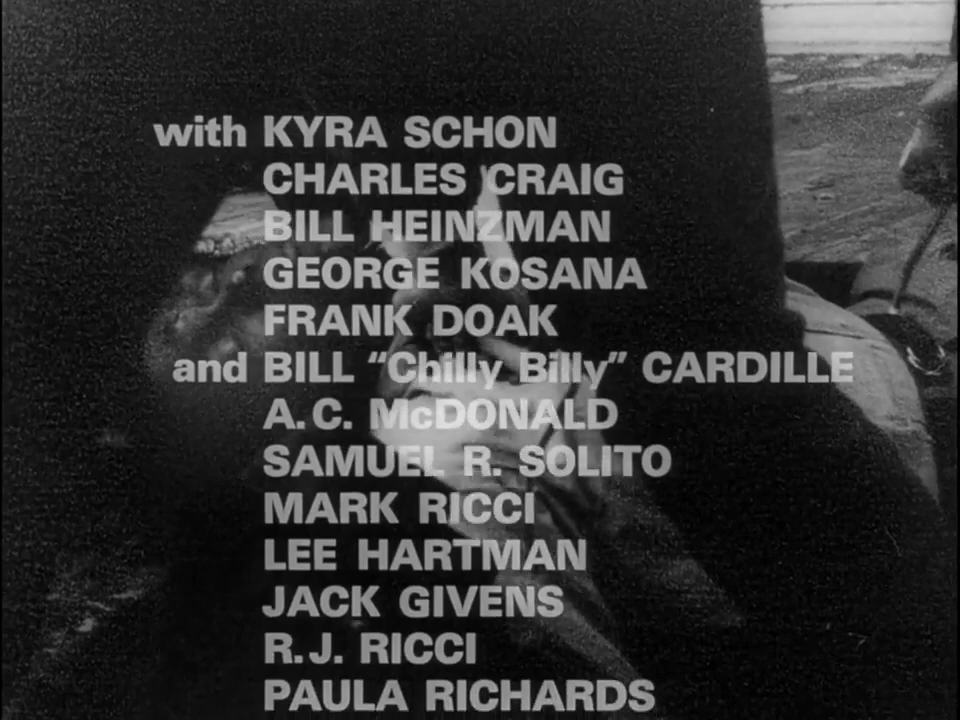 with KYRA SCHON
CHARLES CRAIG
BILL HEINZMAN
GEORGE KOSANA
FRANK DOAK
and BILL “Chilly Billy” CARDILLE
A.C. McDONALD
SAMUEL R. SOLITO
MARK RICCI
LEE HARTMAN
JACK GIVENS
R.J. RICCI
PAULA RICHARDS